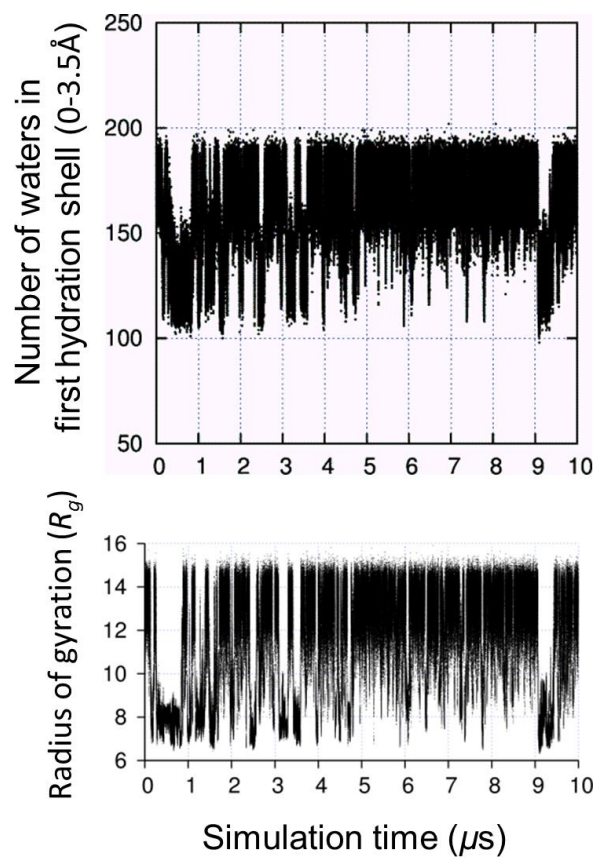 Number of waters in
first hydration shell (0-3.5Å)
250
200
150
100
50
0 1 2 3 4 5 6 7 8 9 10
Radius of gyration (Rg)
16
14
12
10
8
6
0 1 2 3 4 5 6 7 8 9 10
Simulation time (µs)